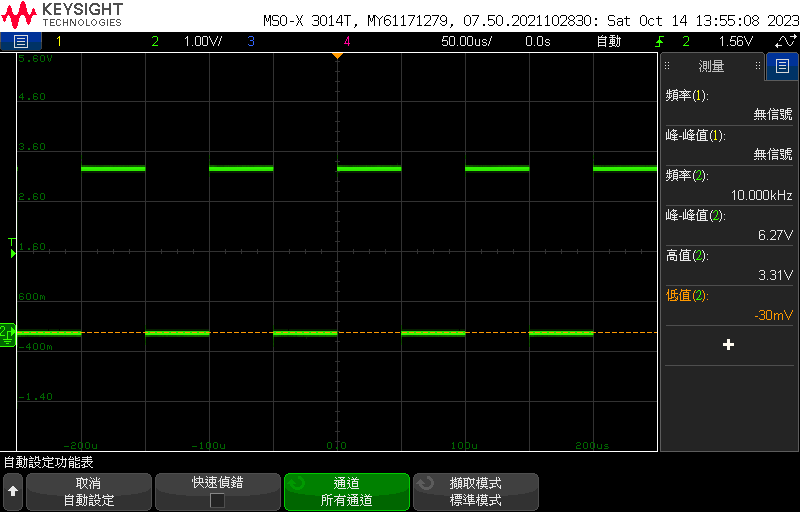 KEYSIGHT
TECHNOLOGIES
MSO-X 3014T, MY61171279, 07.50.2021102830: Sat Oct 14 13:55:08 2023
1 2 1.00V/ 3 4 50.00us/ 0.0s 自動 2 1.56V
5.60V
4.60
3.60
2.60
T
1.60
600m
2
-400m
-1.40
-200u -100u 0.0 100u 200us
測量
頻率(1):
無信號
峰-峰值(1):
無信號
頻率(2):
10.000kHz
峰-峰值(2):
6.27V
高值(2):
3.31V
低值(2):
-30mV
自動設定功能表
取消
自動設定
快速偵錯
通道
所有通道
擷取模式
標準模式